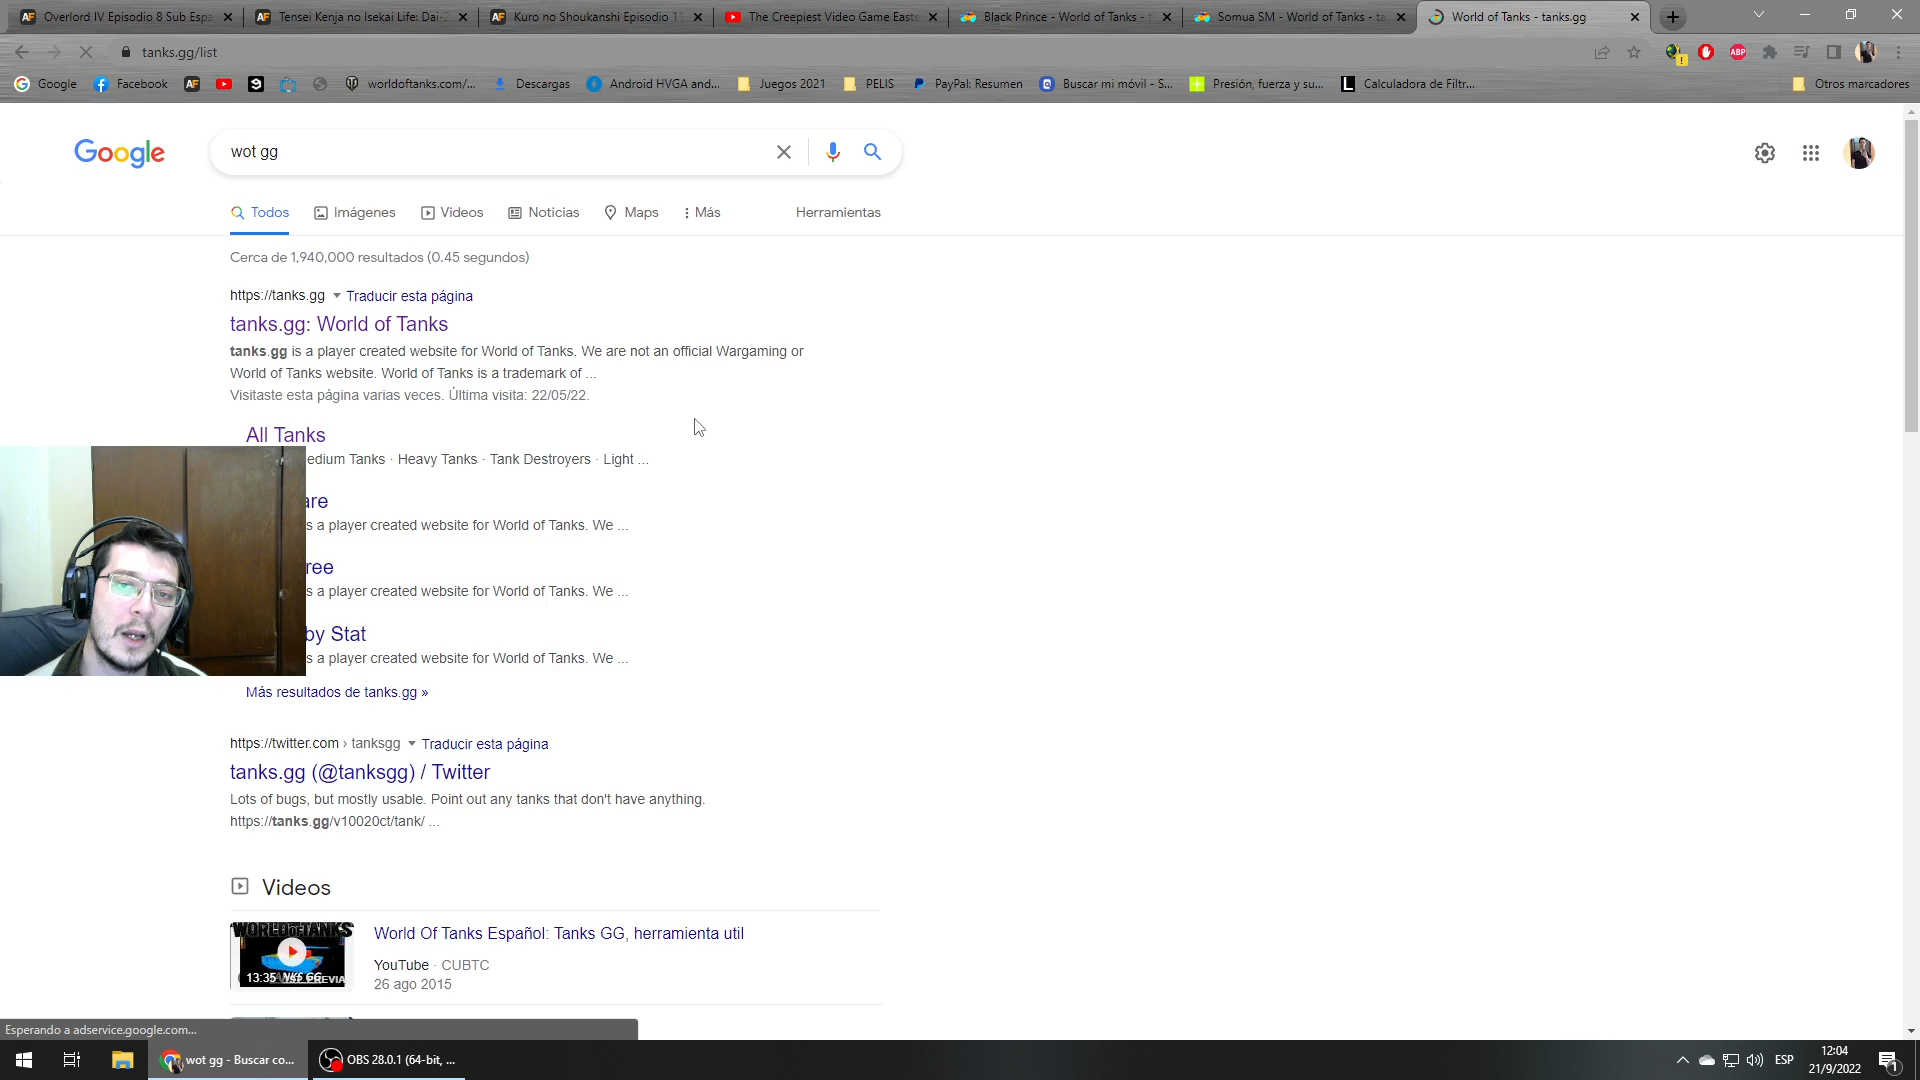 Overlord IV Episodio 8 Sub Espa
Tensei Kenja no Isekai Life: Dai-2
Kuro no Shoukanshi Episodio 1
The Creepiest Video Game Easte
Black Prince - World of Tanks - t
Somua SM - World of Tanks - ta
World of Tanks - tanks.gg
tanks.gg/list
ABP
Google
Facebook
AF
worldoftanks.com/...
Descargas
Android HVGA and...
Juegos 2021
PELIS
PayPal: Resumen
Buscar mi móvil - S...
Presión, fuerza y su...
Calculadora de Filtr...
Otros marcadores
Google
wot gg
Todos
Imágenes
Videos
Noticias
Maps
Más
Herramientas
Cerca de 1,940,000 resultados (0.45 segundos)
https://tanks.gg Traducir esta página
tanks.gg: World of Tanks
tanks.gg is a player created website for World of Tanks. We are not an official Wargaming or
World of Tanks website. World of Tanks is a trademark of ...
Visitaste esta página varias veces. Última visita: 22/05/22.
All Tanks
edium Tanks · Heavy Tanks · Tank Destroyers · Light ...
are
s a player created website for World of Tanks. We ...
ree
s a player created website for World of Tanks. We ...
by Stat
s a player created website for World of Tanks. We ...
Más resultados de tanks.gg »
https://twitter.com › tanksgg Traducir esta página
tanks.gg (@tanksgg) / Twitter
Lots of bugs, but mostly usable. Point out any tanks that don't have anything.
https://tanks.gg/v10020ct/tank/ ...
Videos
WORLD OF TANKS
13:35
World Of Tanks Español: Tanks GG, herramienta util
YouTube · CUBTC
26 ago 2015
Esperando a adservice.google.com...
wot gg - Buscar co...
OBS 28.0.1 (64-bit, ...
ESP
12:04
21/9/2022
1